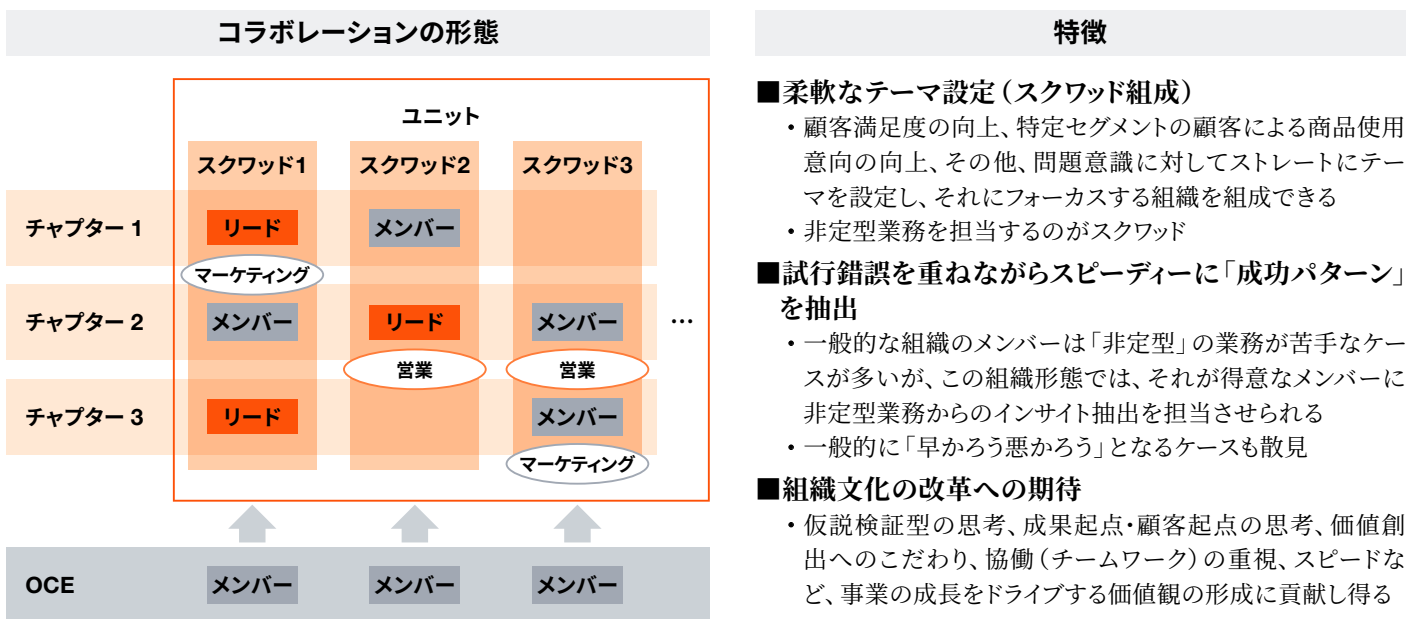 コラボレーションの形態
ユニット
スクワッド1 スクワッド2 スクワッド3
チャプター 1 リード メンバー
マーケティング
チャプター 2 メンバー リード メンバー …
営業 営業
チャプター 3 リード メンバー
マーケティング
OCE メンバー メンバー メンバー
特徴
■柔軟なテーマ設定（スクワッド組成）
・顧客満足度の向上、特定セグメントの顧客による商品使用
意向の向上、その他、問題意識に対してストレートにテー
マを設定し、それにフォーカスする組織を組成できる
・非定型業務を担当するのがスクワッド
■試行錯誤を重ねながらスピーディーに「成功パターン」
を抽出
・一般的な組織のメンバーは「非定型」の業務が苦手なケー
スが多いが、この組織形態では、それが得意なメンバーに
非定型業務からのインサイト抽出を担当させられる
・一般的に「早かろう悪かろう」となるケースも散見
■組織文化の改革への期待
・仮説検証型の思考、成果起点・顧客起点の思考、価値創
出へのこだわり、協働（チームワーク）の重視、スピードな
ど、事業の成長をドライブする価値観の形成に貢献し得る